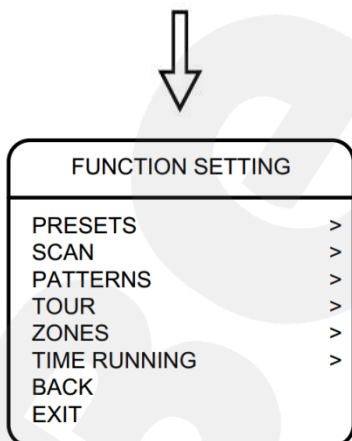 FUNCTION SETTING
PRESETS >
SCAN >
PATTERNS >
TOUR >
ZONES >
TIME RUNNING >
BACK
EXIT